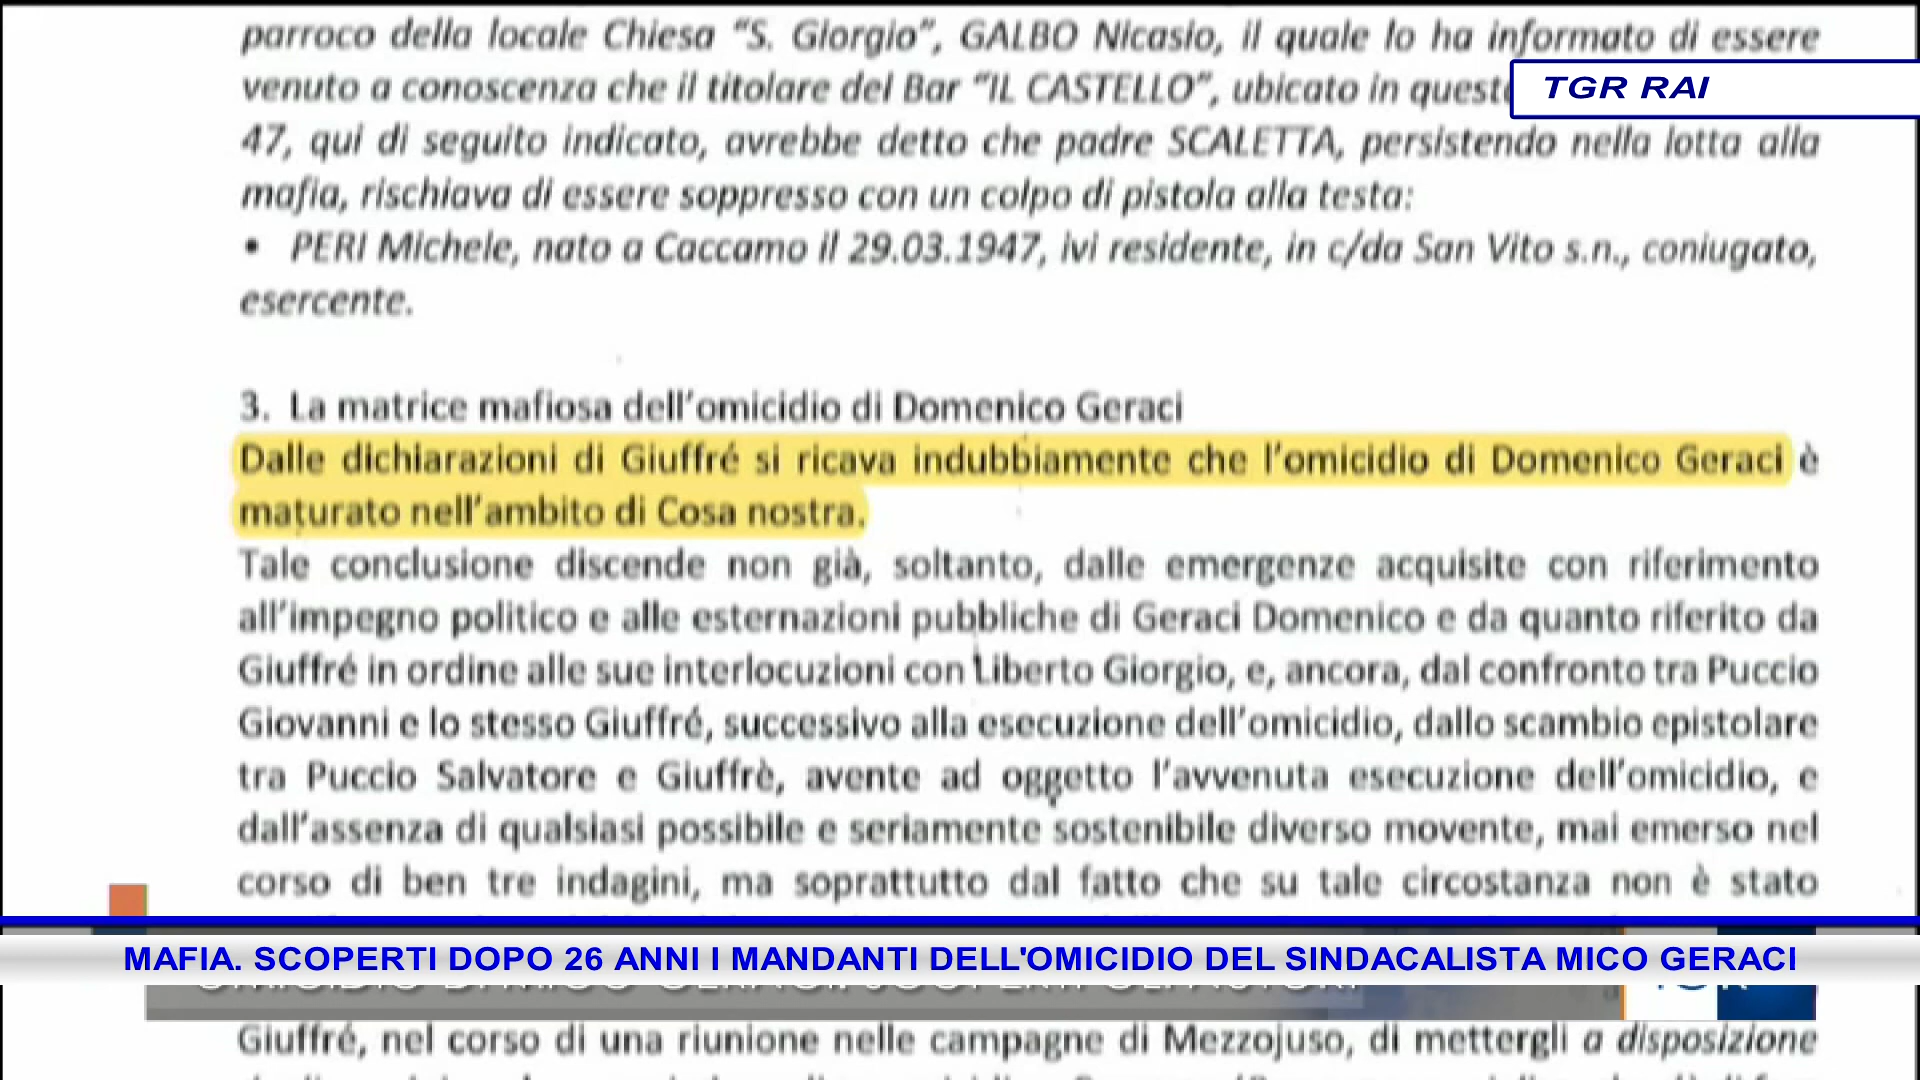 parroco della locale Chiesa “S. Giorgio”, GALBO Nicasio, il quale lo ha informato di essere
venuto a conoscenza che il titolare del Bar “IL CASTELLO”, ubicato in
TGR RAI
47, qui di seguito indicato, avrebbe detto che padre SCALETTA, persistendo nella lotta alla
mafia, rischiava di essere soppresso con un colpo di pistola alla testa:
• PERI Michele, nato a Caccamo il 29.03.1947, ivi residente, in c/da San Vito s.n., coniugato,
esercente.
3. La matrice mafiosa dell’omicidio di Domenico Geraci
Dalle dichiarazioni di Giuffré si ricava indubbiamente che l’omicidio di Domenico Geraci è
maturato nell’ambito di Cosa nostra.
Tale conclusione discende non già, soltanto, dalle emergenze acquisite con riferimento
all’impegno politico e alle esternazioni pubbliche di Geraci Domenico e da quanto riferito da
Giuffré in ordine alle sue interlocuzioni con Liberto Giorgio, e, ancora, dal confronto tra Puccio
Giovanni e lo stesso Giuffré, successivo alla esecuzione dell’omicidio, dallo scambio epistolare
tra Puccio Salvatore e Giuffrè, avente ad oggetto l’avvenuta esecuzione dell’omicidio, e
dall’assenza di qualsiasi possibile e seriamente sostenibile diverso movente, mai emerso nel
corso di ben tre indagini, ma soprattutto dal fatto che su tale circostanza non è stato
MAFIA. SCOPERTI DOPO 26 ANNI I MANDANTI DELL'OMICIDIO DEL SINDACALISTA MICO GERACI
Giuffré, nel corso di una riunione nelle campagne di Mezzojuso, di mettergli a disposizione